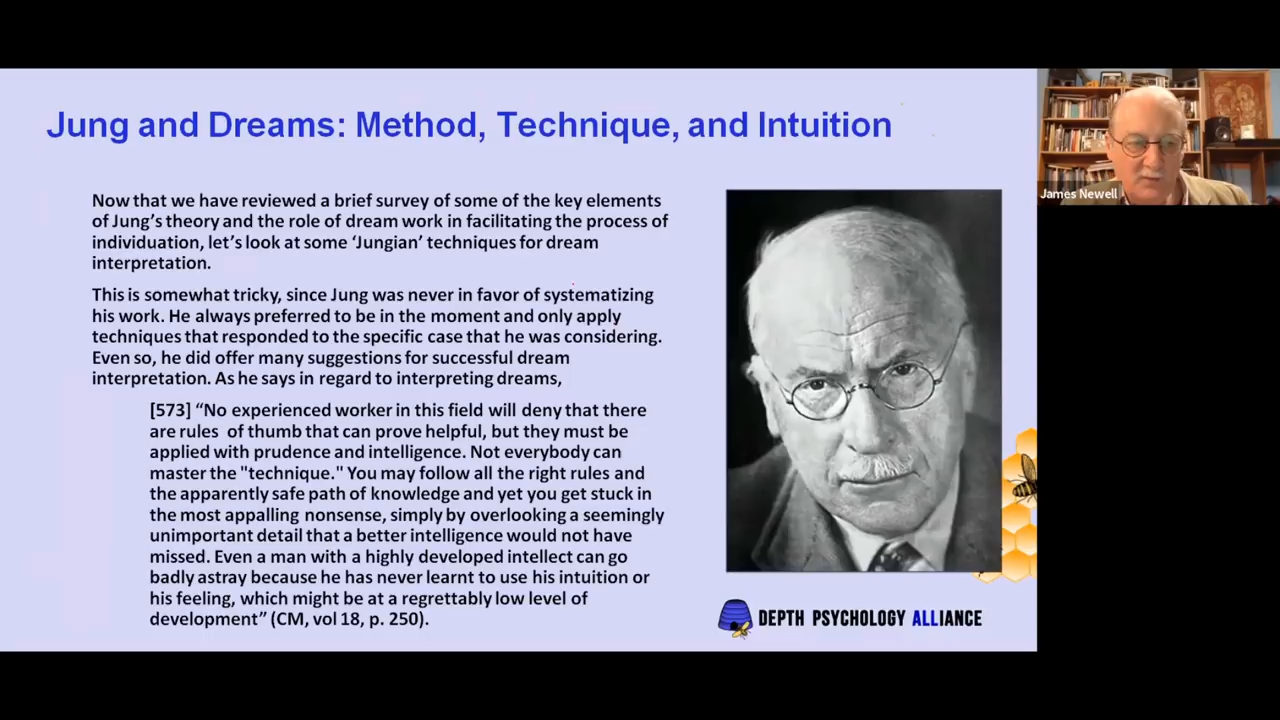 Jung and Dreams: Method, Technique, and Intuition
James Newell
Now that we have reviewed a brief survey of some of the key elements
of Jung’s theory and the role of dream work in facilitating the process of
individuation, let’s look at some ‘Jungian’ techniques for dream
interpretation.
This is somewhat tricky, since Jung was never in favor of systematizing
his work. He always preferred to be in the moment and only apply
techniques that responded to the specific case that he was considering.
Even so, he did offer many suggestions for successful dream
interpretation. As he says in regard to interpreting dreams,
[573] “No experienced worker in this field will deny that there
are rules of thumb that can prove helpful, but they must be
applied with prudence and intelligence. Not everybody can
master the "technique." You may follow all the right rules and
the apparently safe path of knowledge and yet you get stuck in
the most appalling nonsense, simply by overlooking a seemingly
unimportant detail that a better intelligence would not have
missed. Even a man with a highly developed intellect can go
badly astray because he has never learnt to use his intuition or
his feeling, which might be at a regrettably low level of
development” (CM, vol 18, p. 250).
DEPTH PSYCHOLOGY ALLIANCE